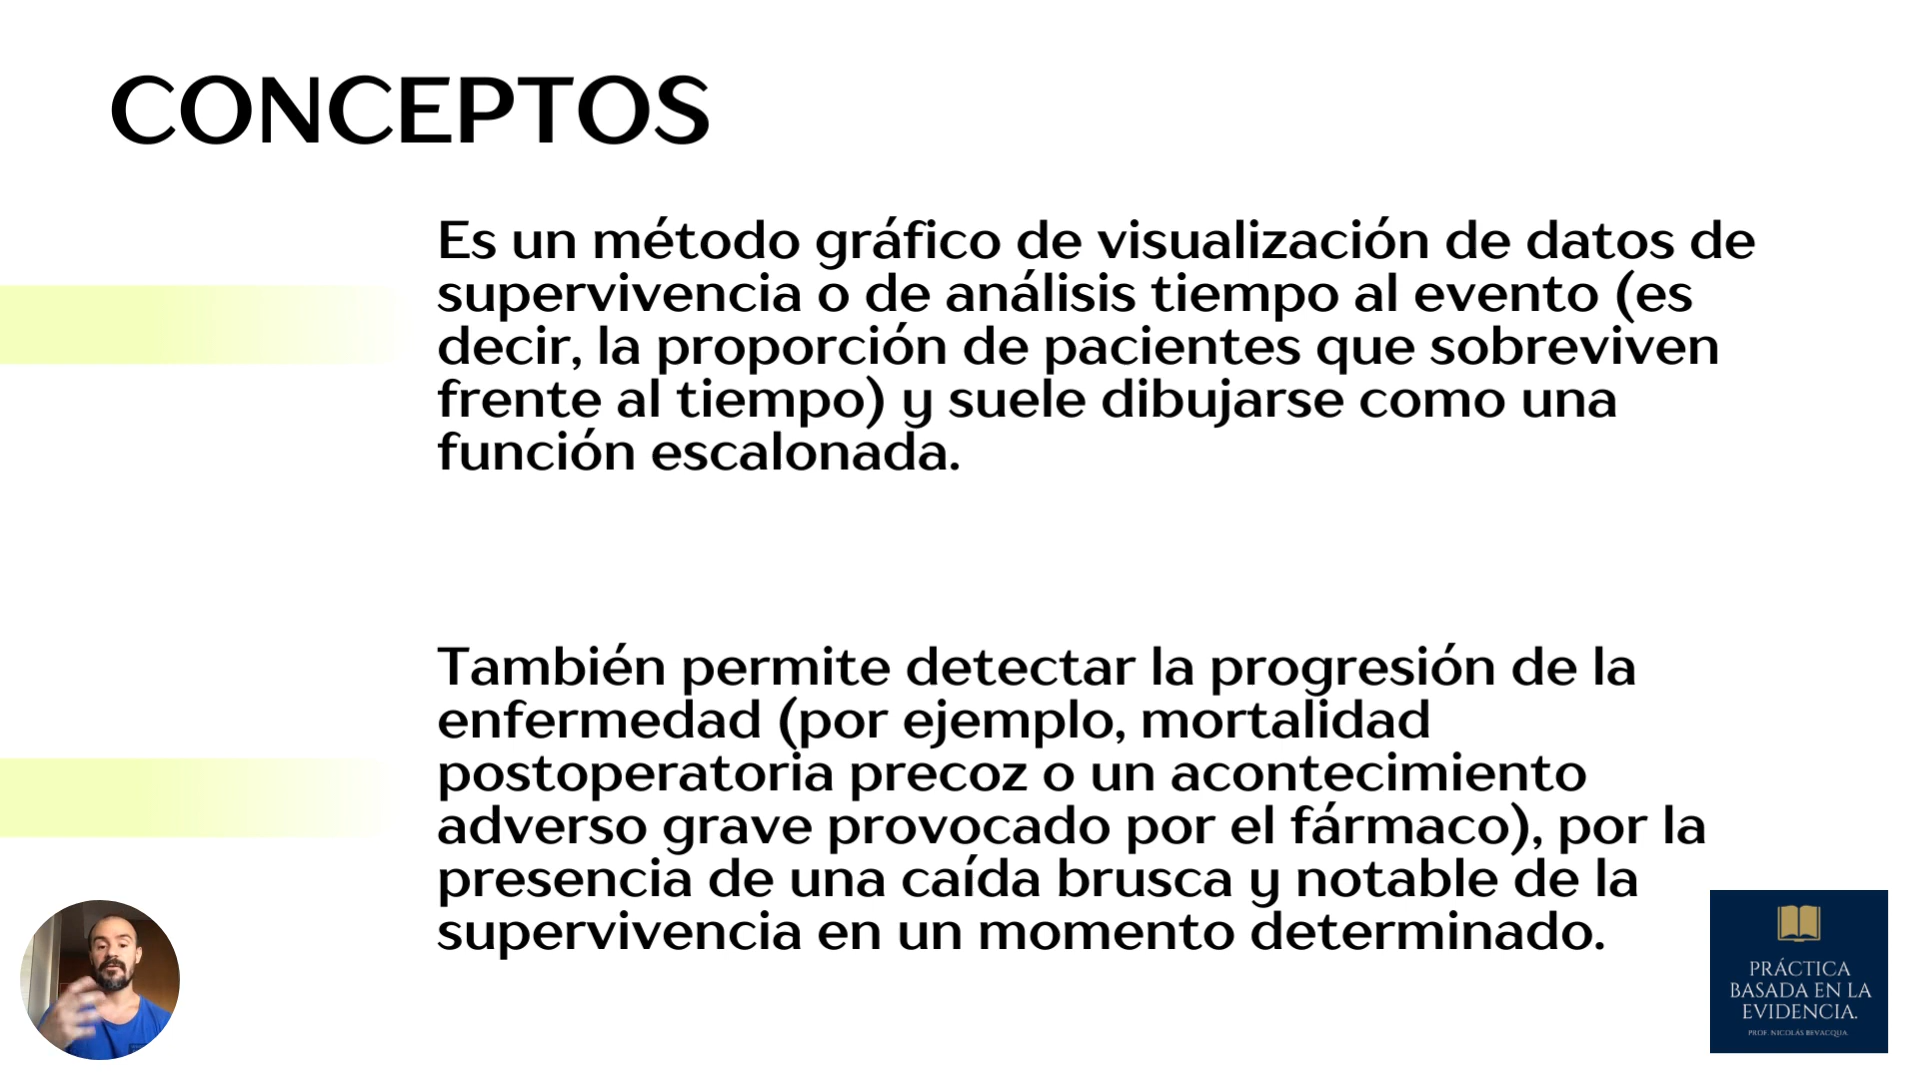 CONCEPTOS
Es un método gráfico de visualización de datos de
supervivencia o de análisis tiempo al evento (es
decir, la proporción de pacientes que sobreviven
frente al tiempo) y suele dibujarse como una
función escalonada.
También permite detectar la progresión de la
enfermedad (por ejemplo, mortalidad
postoperatoria precoz o un acontecimiento
adverso grave provocado por el fármaco), por la
presencia de una caída brusca y notable de la
supervivencia en un momento determinado.
PRÁCTICA
BASADA EN LA
EVIDENCIA.
PROF. NICOLÁS BEVACQUA.